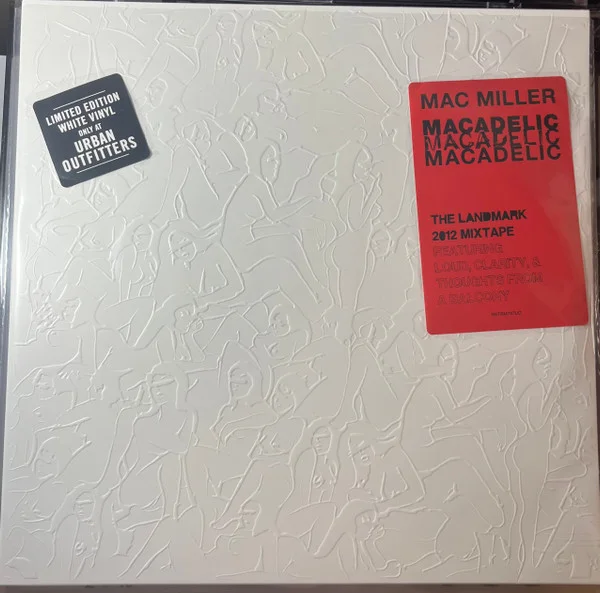 LIMITED EDITION
WHITE VINYL
ONLY AT
URBAN
OUTFITTERS
MAC MILLER
MACADELIC
MACADELIC
MACADELIC
THE LANDMARK
2012 MIXTAPE
FEATURING
LOUD, CLARITY, &
THOUGHTS FROM
A BALCONY